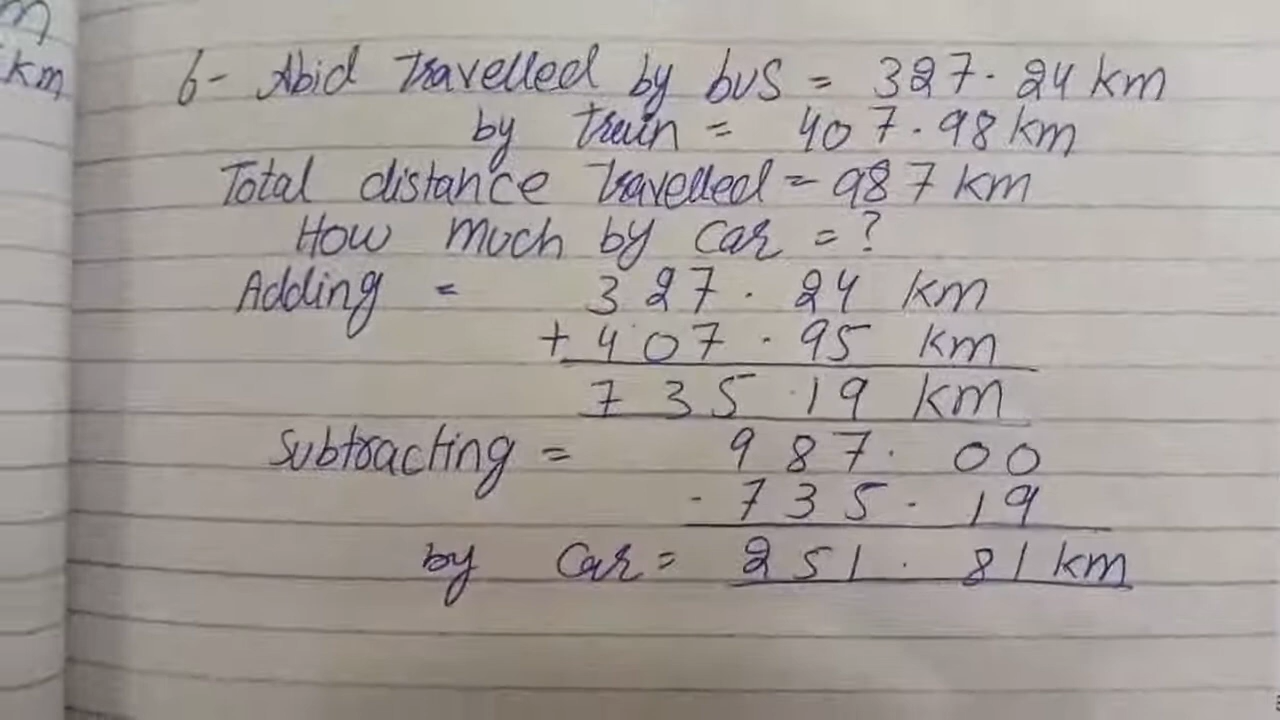 m
km
6- Abid travelled by bus = 327.24 km
by train = 407.98 km
Total distance travelled = 987 km
How much by car = ?
Adding = 327.24 km
+ 407.95 km
735.19 km
Subtracting = 987.00
- 735.19
by car = 251.81 km